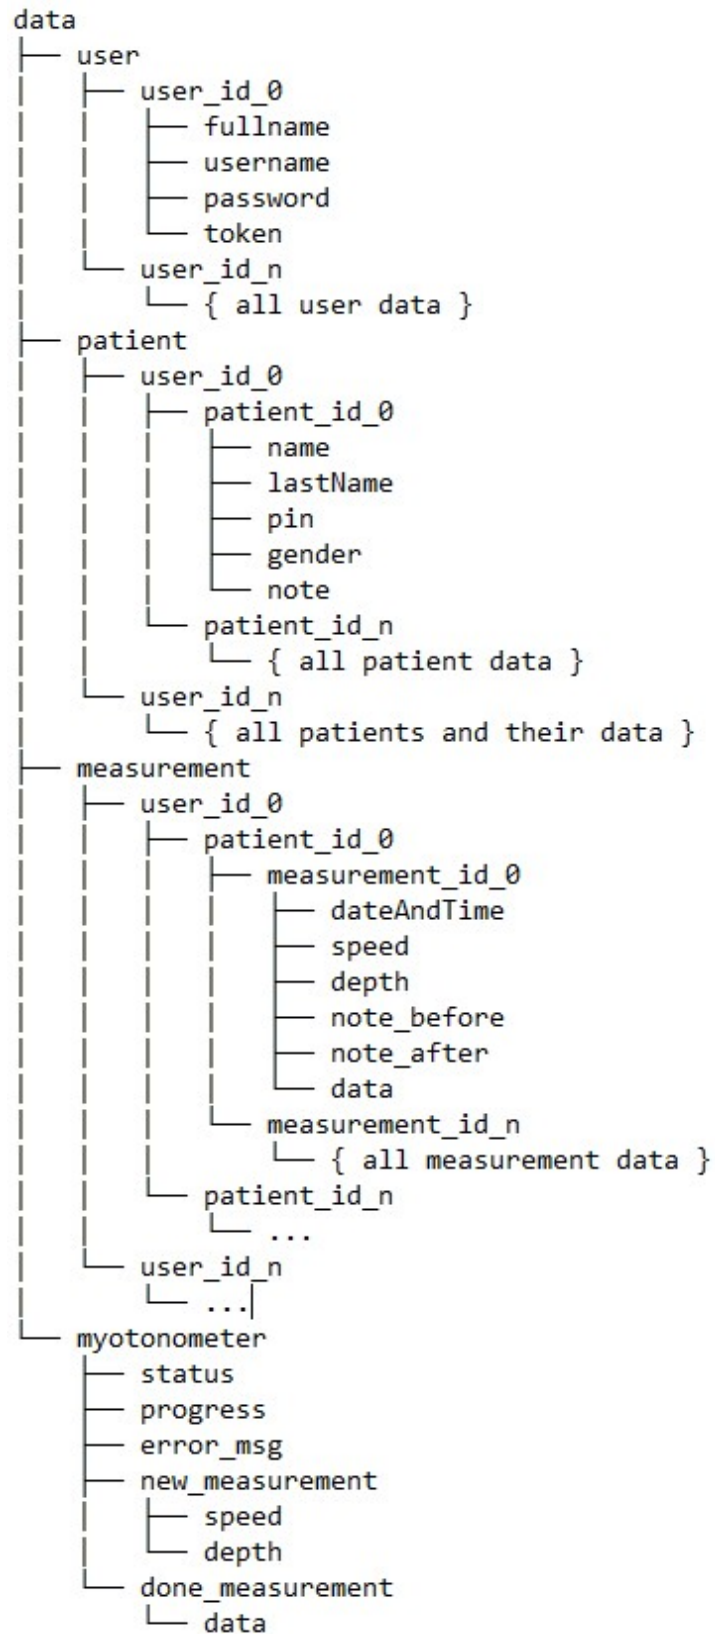 data
├── user
│   ├── user_id_0
│   │   ├── fullname
│   │   ├── username
│   │   ├── password
│   │   └── token
│   └── user_id_n
│       └── { all user data }
├── patient
│   ├── user_id_0
│   │   ├── patient_id_0
│   │   │   ├── name
│   │   │   ├── lastName
│   │   │   ├── pin
│   │   │   ├── gender
│   │   │   └── note
│   │   └── patient_id_n
│   │       └── { all patient data }
│   └── user_id_n
│       └── { all patients and their data }
├── measurement
│   ├── user_id_0
│   │   ├── patient_id_0
│   │   │   ├── measurement_id_0
│   │   │   │   ├── dateAndTime
│   │   │   │   ├── speed
│   │   │   │   ├── depth
│   │   │   │   ├── note_before
│   │   │   │   ├── note_after
│   │   │   │   └── data
│   │   │   └── measurement_id_n
│   │   │       └── { all measurement data }
│   │   └── patient_id_n
│   │       └── ...
│   └── user_id_n
│       └── ...
└── myotonometer
    ├── status
    ├── progress
    ├── error_msg
    ├── new_measurement
    │   ├── speed
    │   └── depth
    └── done_measurement
        └── data